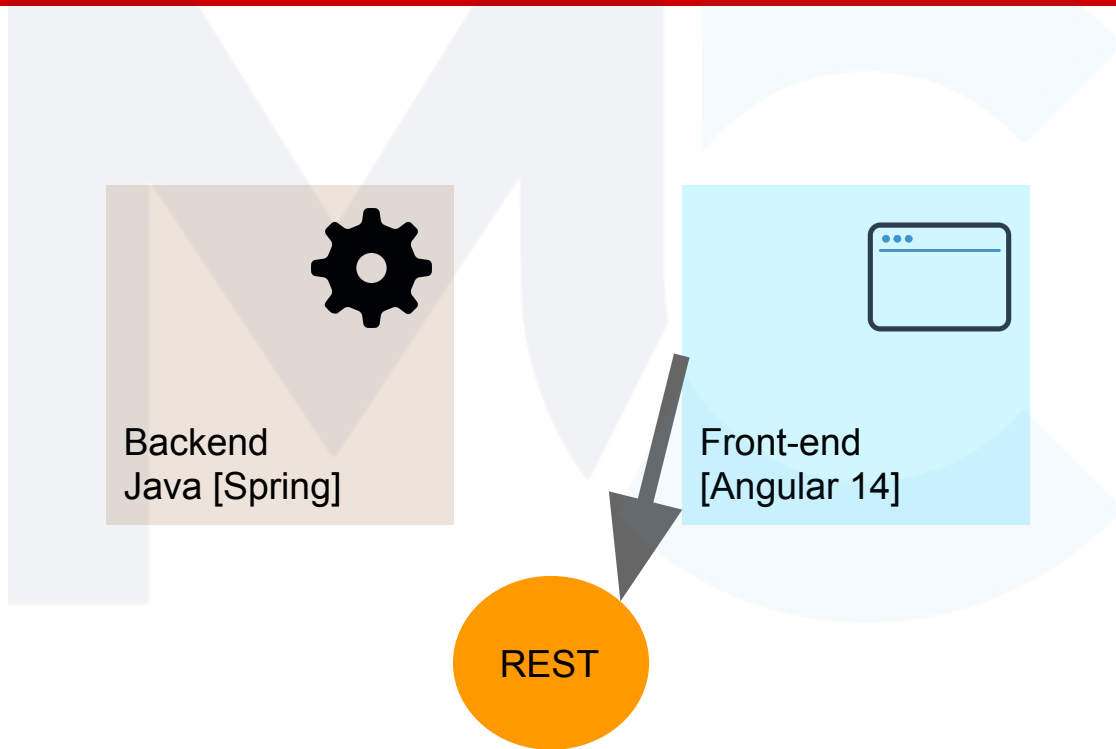 Backend
Java [Spring]
Front-end
[Angular 14]
REST